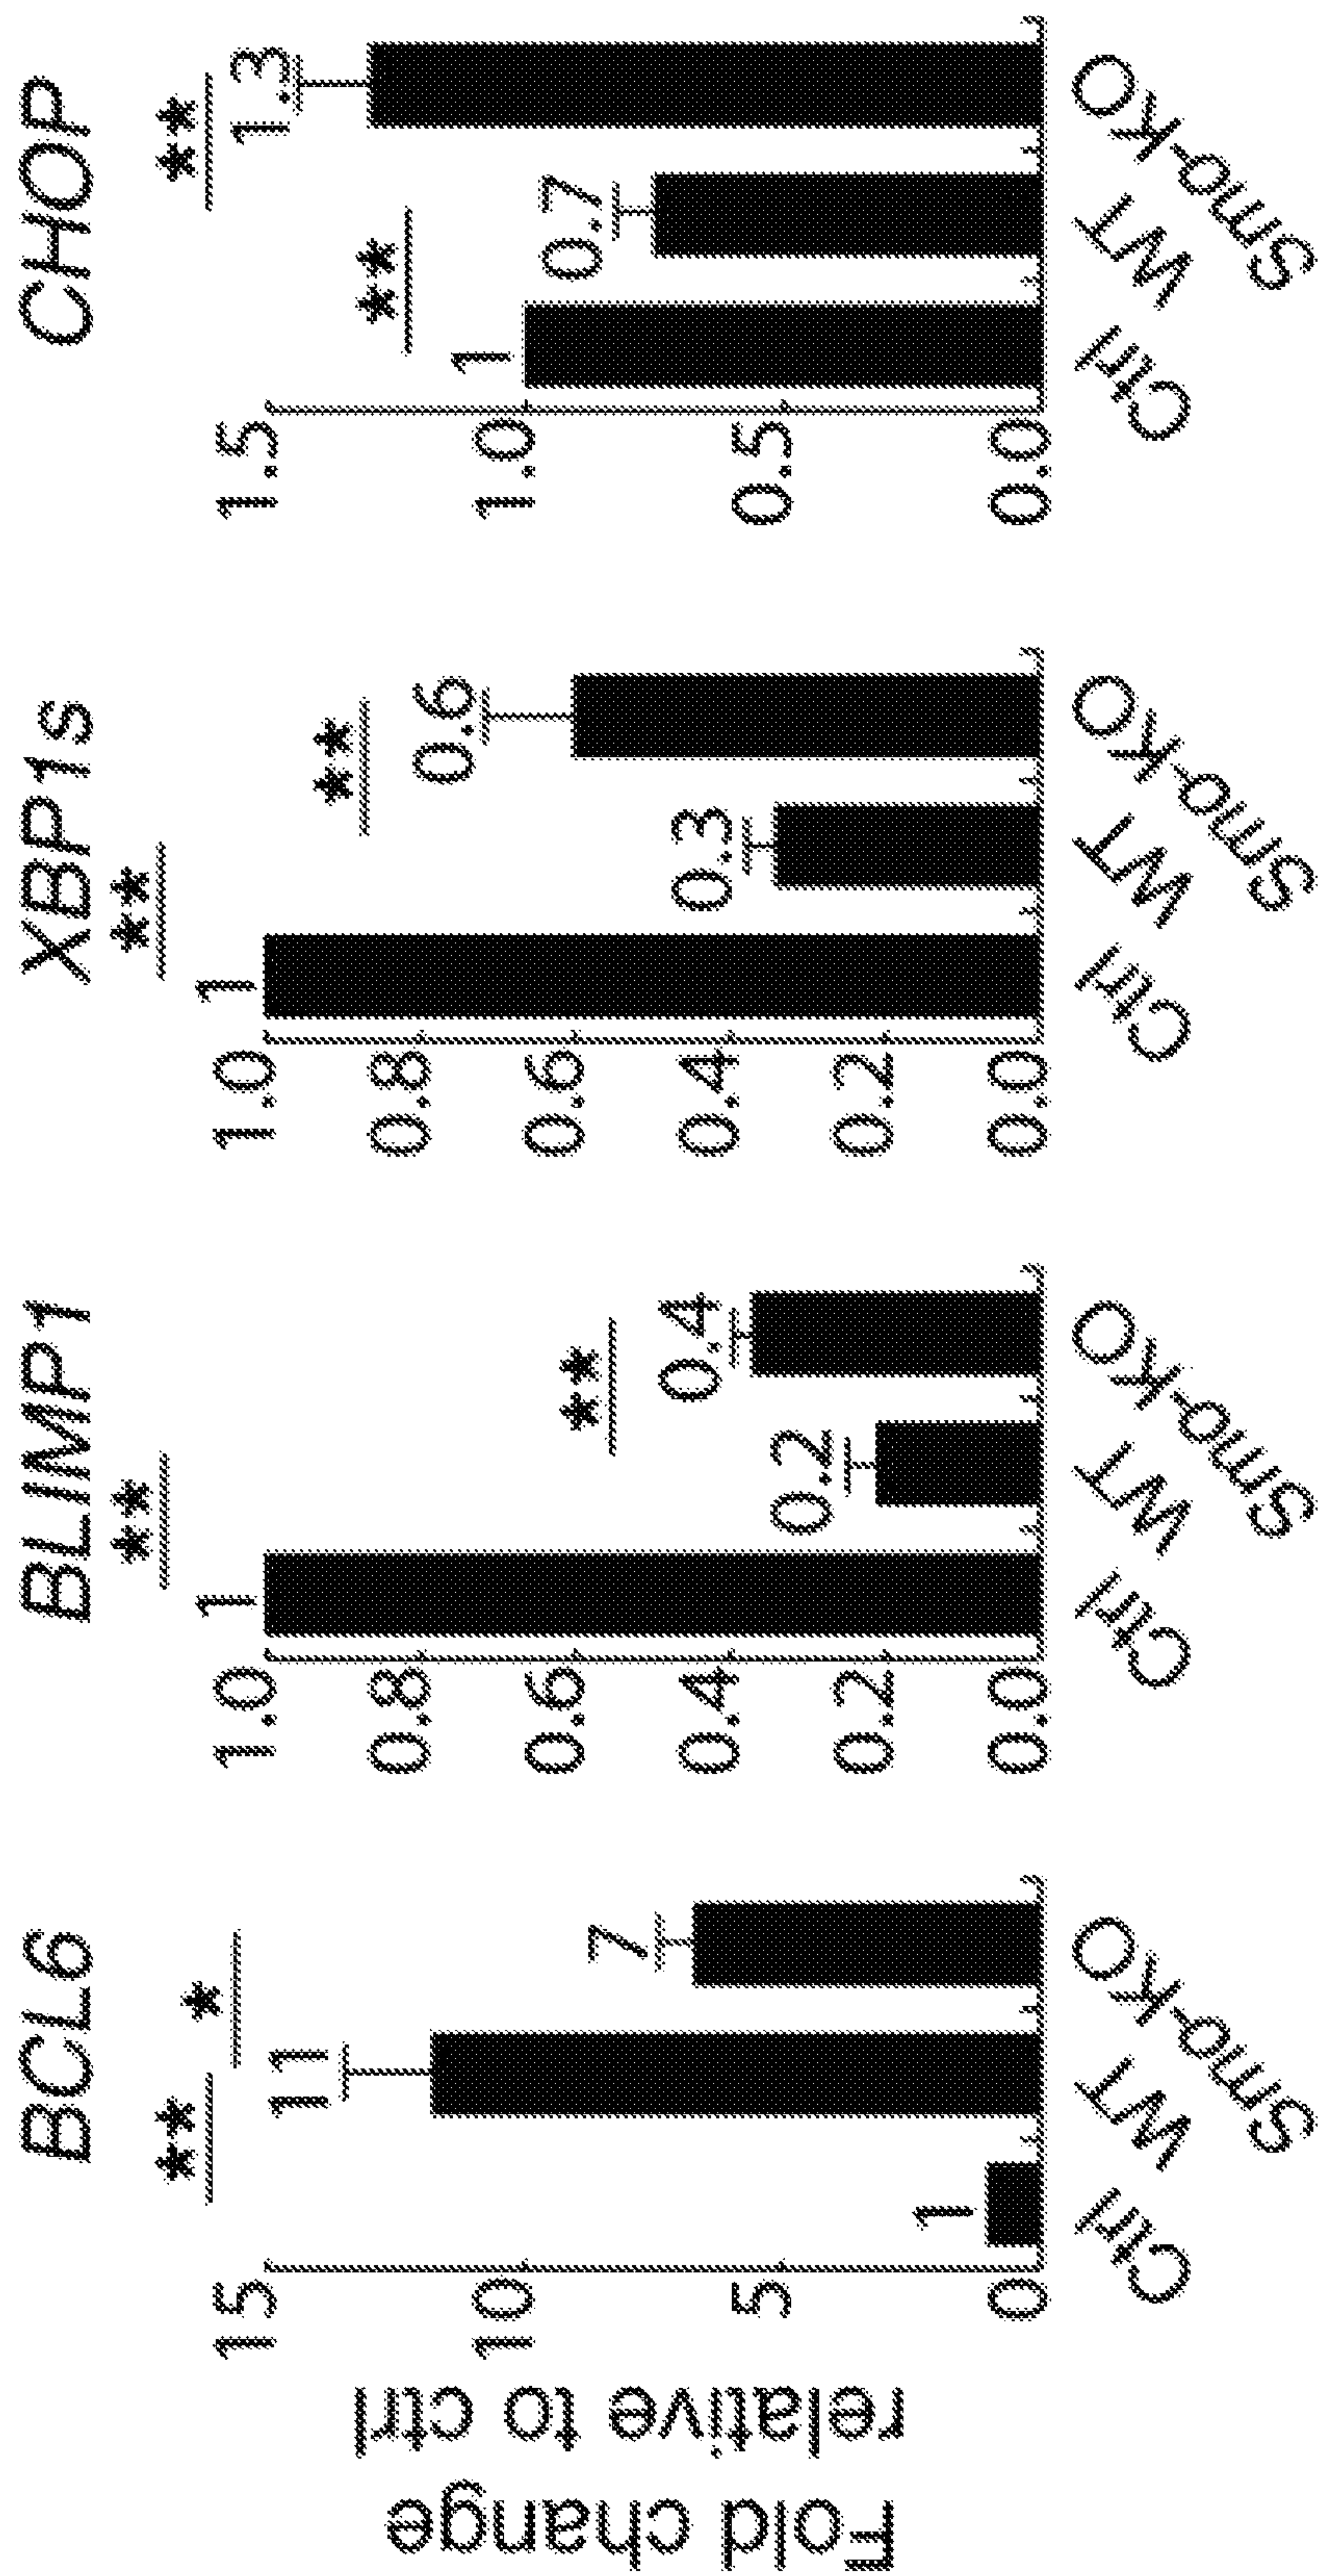 Fold change
relative to ctrl
BCL6
** *
15
10
5
0
1
11
7
Ctrl
WT
Smo-KO
BLIMP1
**
**
1.0
0.8
0.6
0.4
0.2
0.0
1
0.2
0.4
Ctrl
WT
Smo-KO
XBP1s
**
**
1.0
0.8
0.6
0.4
0.2
0.0
1
0.3
0.6
Ctrl
WT
Smo-KO
CHOP
**
**
1.5
1.0
0.5
0.0
1
0.7
1.3
Ctrl
WT
Smo-KO